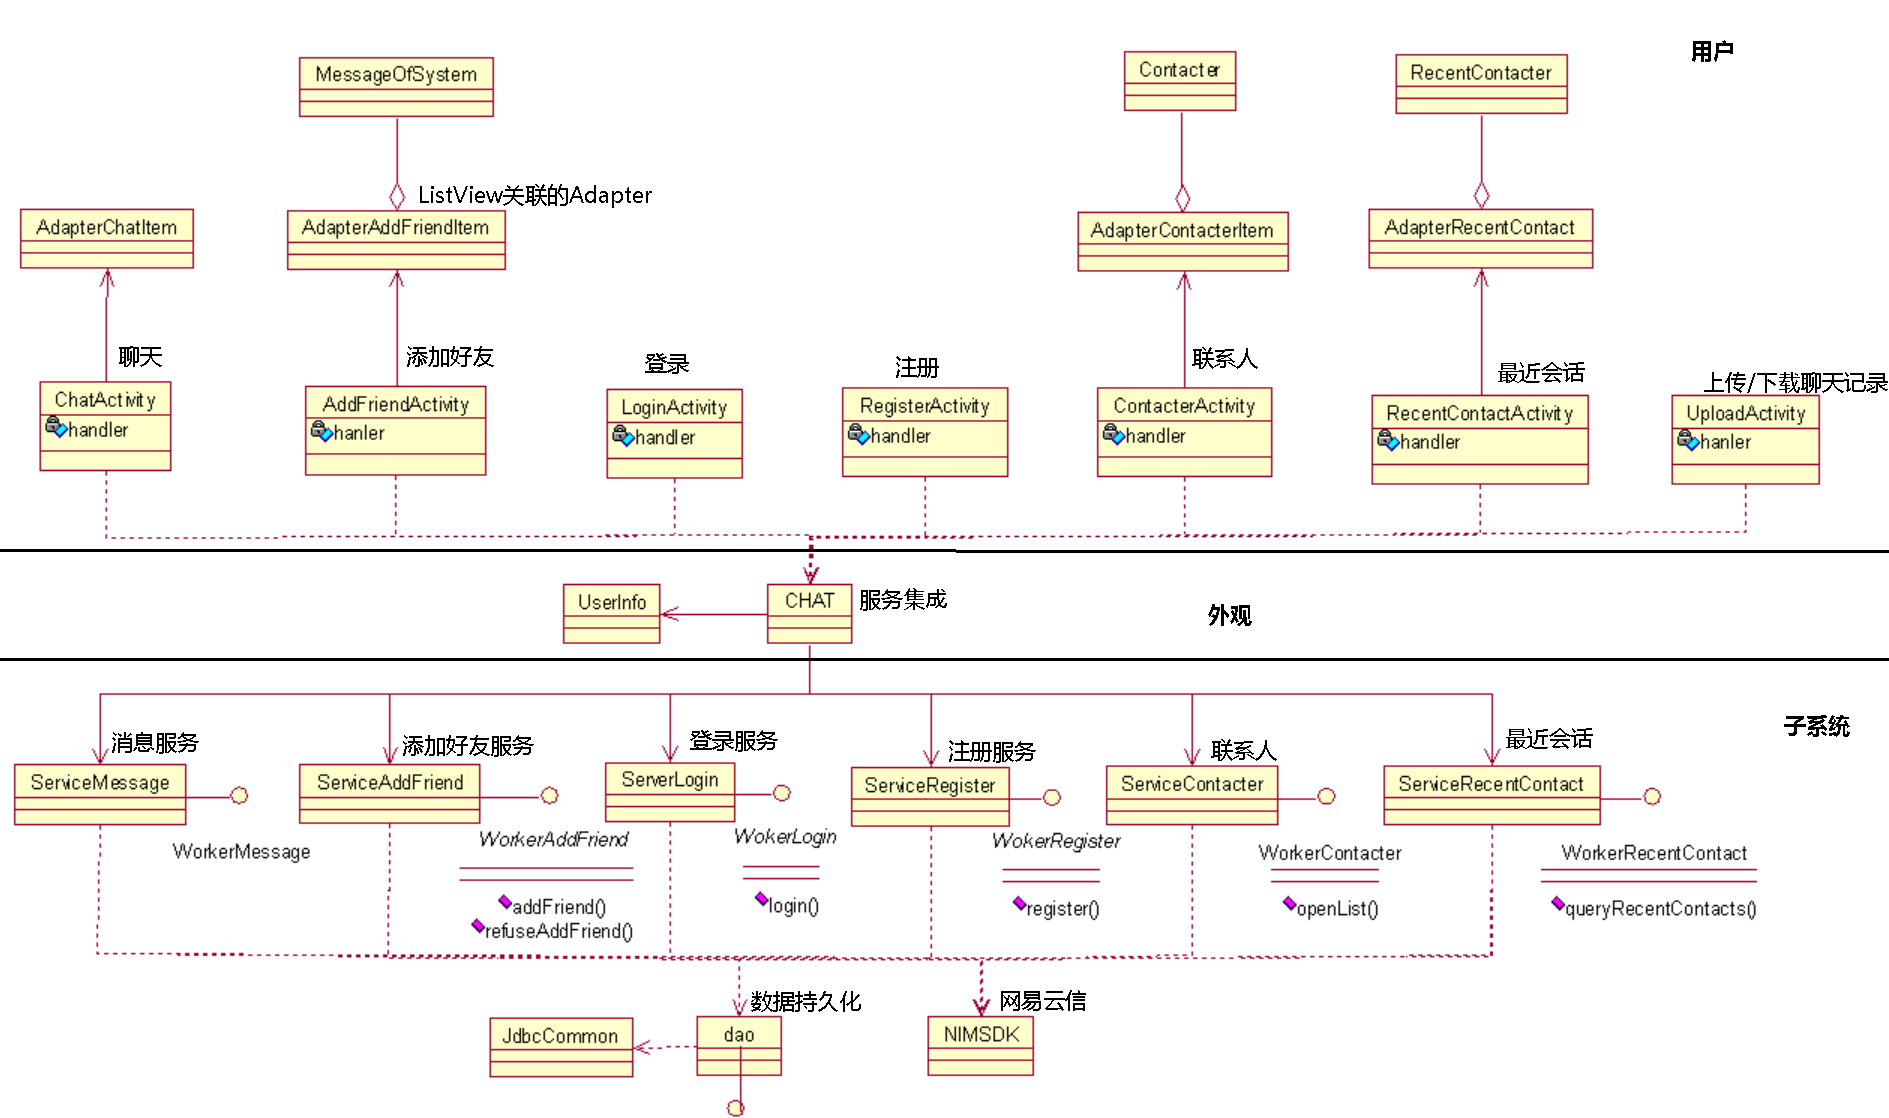 用户
MessageOfSystem
Contacter
RecentContacter
ListView关联的Adapter
AdapterChatItem
AdapterAddFriendItem
AdapterContacterItem
AdapterRecentContact
聊天
添加好友
登录
注册
联系人
最近会话
上传/下载聊天记录
ChatActivity
handler
AddFriendActivity
hanler
LoginActivity
handler
RegisterActivity
handler
ContacterActivity
handler
RecentContactActivity
handler
UploadActivity
hanler
UserInfo
CHAT
服务集成
外观
子系统
消息服务
添加好友服务
登录服务
注册服务
联系人
最近会话
ServiceMessage
ServiceAddFriend
ServerLogin
ServiceRegister
ServiceContacter
ServiceRecentContact
WorkerMessage
WorkerAddFriend
addFriend()
refuseAddFriend()
WokerLogin
login()
WokerRegister
register()
WorkerContacter
openList()
WorkerRecentContact
queryRecentContacts()
数据持久化
网易云信
JdbcCommon
dao
NIMSDK